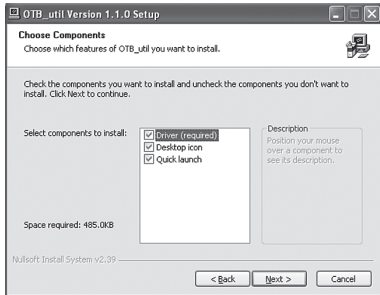 OTB_util Version 1.1.0 Setup
Choose Components
Choose which features of OTB_util you want to install.
Check the components you want to install and uncheck the components you don't want to
install. Click Next to continue.
Select components to install:
Driver (required)
Desktop icon
Quick launch
Description
Position your mouse
over a component to
see its description.
Space required: 485.0KB
Nullsoft Install System v2.39
< Back
Next >
Cancel